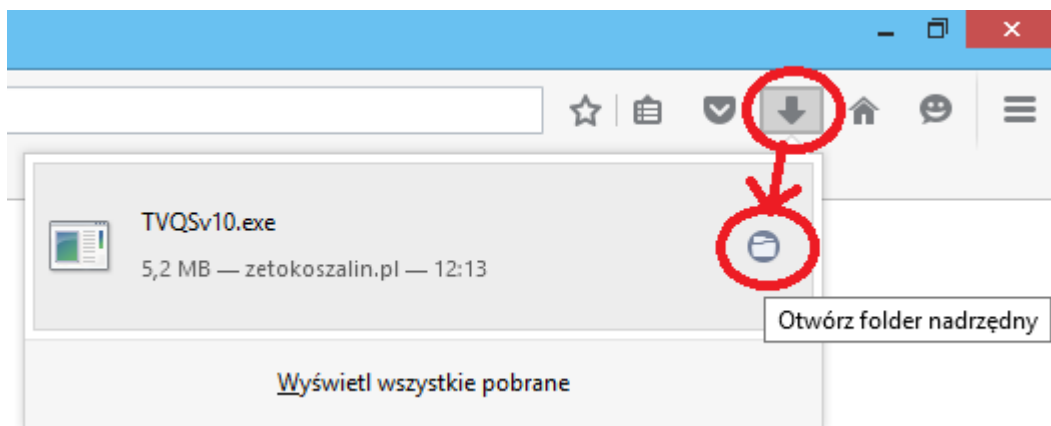 TVQSv10.exe
5,2 MB — zetokoszalin.pl — 12:13
Otwórz folder nadrzędny
Wyświetl wszystkie pobrane